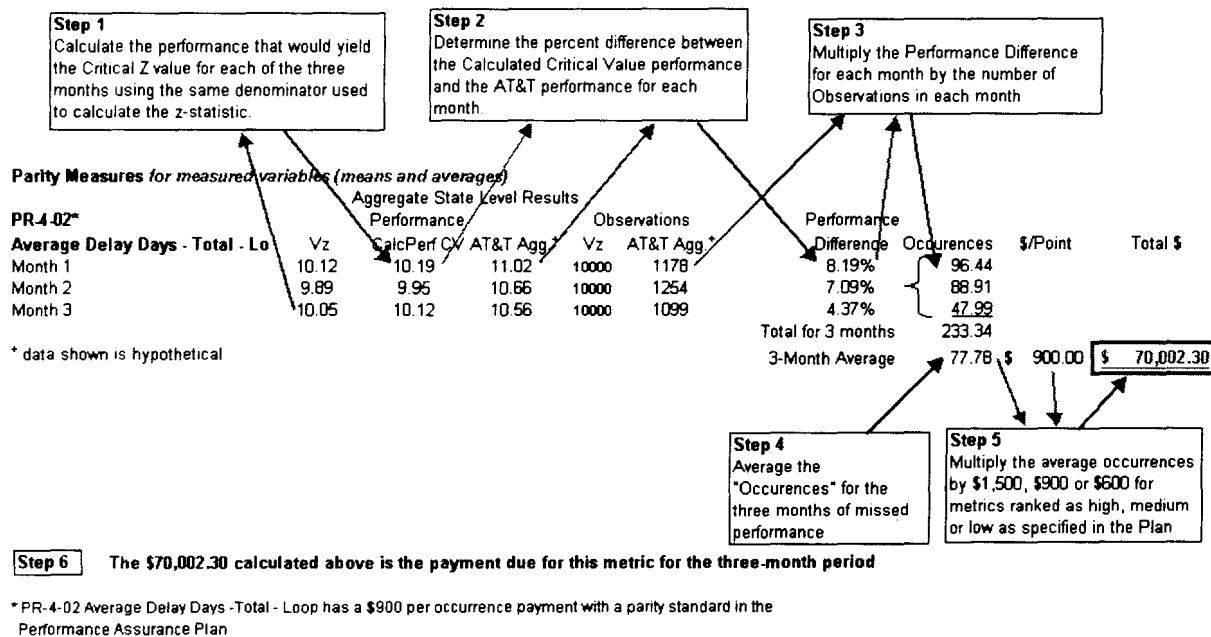 Step 1
Calculate the performance that would yield
the Critical Z value for each of the three
months using the same denominator used
to calculate the z-statistic.
Step 2
Determine the percent difference between
the Calculated Critical Value performance
and the AT&T performance for each
month.
Step 3
Multiply the Performance Difference
for each month by the number of
Observations in each month
Parity Measures for measured variables (means and averages)
Aggregate State Level Results
PR-4-02* Performance Observations Performance
Average Delay Days - Total - Lo Vz CalcPerf CV AT&T Agg.+ Vz AT&T Agg.+ Difference Occurences $/Point Total $
Month 1 10.12 10.19 11.02 10000 1178 8.19% 96.44
Month 2 9.89 9.95 10.66 10000 1254 7.09% 88.91
Month 3 10.05 10.12 10.56 10000 1099 4.37% 47.99
Total for 3 months 233.34
+ data shown is hypothetical
3-Month Average 77.78 $ 900.00 $ 70,002.30
Step 4
Average the
"Occurences" for the
three months of missed
performance
Step 5
Multiply the average occurrences
by $1,500, $900 or $600 for
metrics ranked as high, medium
or low as specified in the Plan
Step 6 The $70,002.30 calculated above is the payment due for this metric for the three-month period
* PR-4-02 Average Delay Days -Total - Loop has a $900 per occurrence payment with a parity standard in the
Performance Assurance Plan